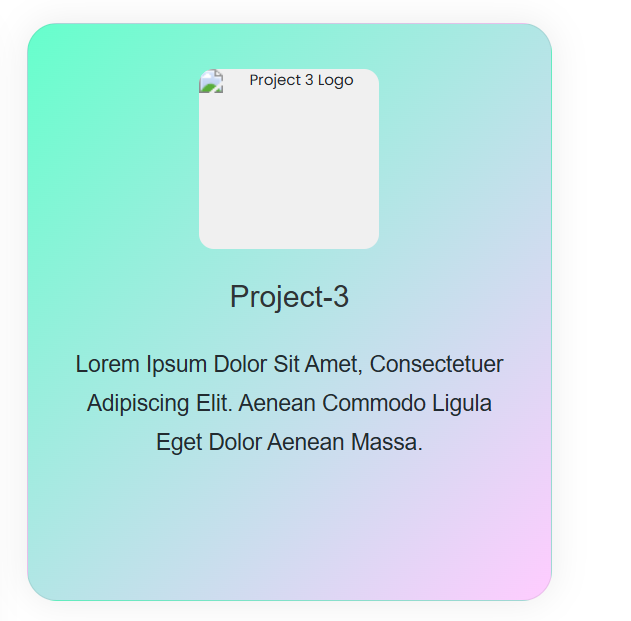 Project 3 Logo
Project-3
Lorem Ipsum Dolor Sit Amet, Consectetuer
Adipiscing Elit. Aenean Commodo Ligula
Eget Dolor Aenean Massa.